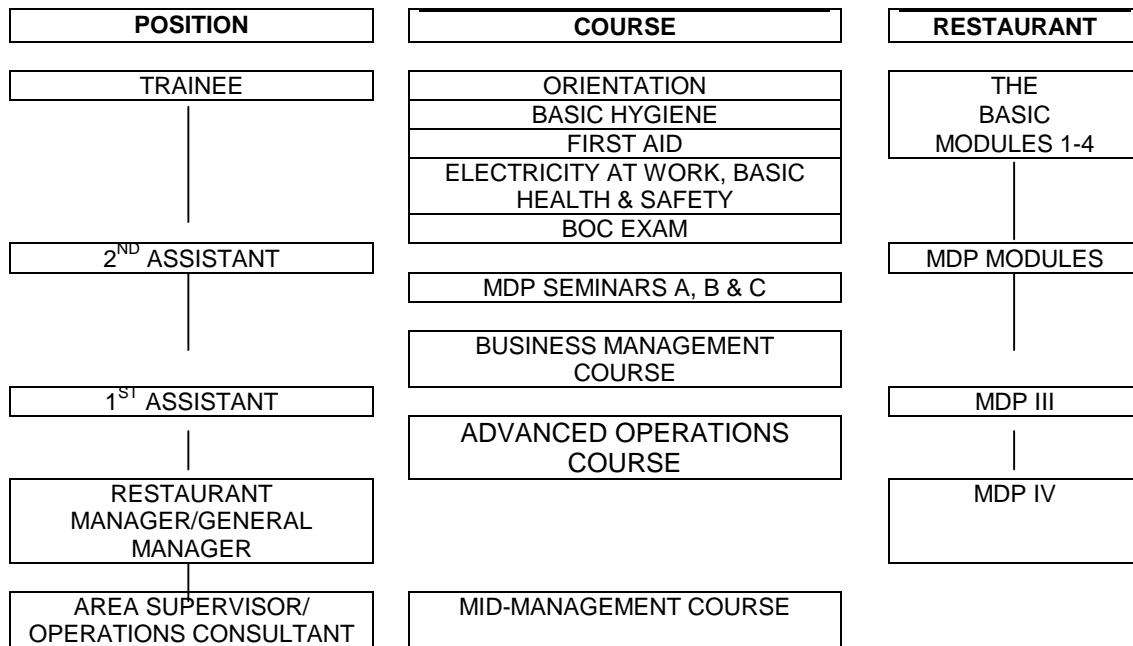 POSITION
COURSE
RESTAURANT
TRAINEE
ORIENTATION
THE
BASIC HYGIENE
BASIC
FIRST AID
MODULES 1-4
ELECTRICITY AT WORK, BASIC
HEALTH & SAFETY
BOC EXAM
2ND ASSISTANT
MDP MODULES
MDP SEMINARS A, B & C
BUSINESS MANAGEMENT
COURSE
1ST ASSISTANT
MDP III
ADVANCED OPERATIONS
COURSE
RESTAURANT
MANAGER/GENERAL
MANAGER
MDP IV
AREA SUPERVISOR/
OPERATIONS CONSULTANT
MID-MANAGEMENT COURSE